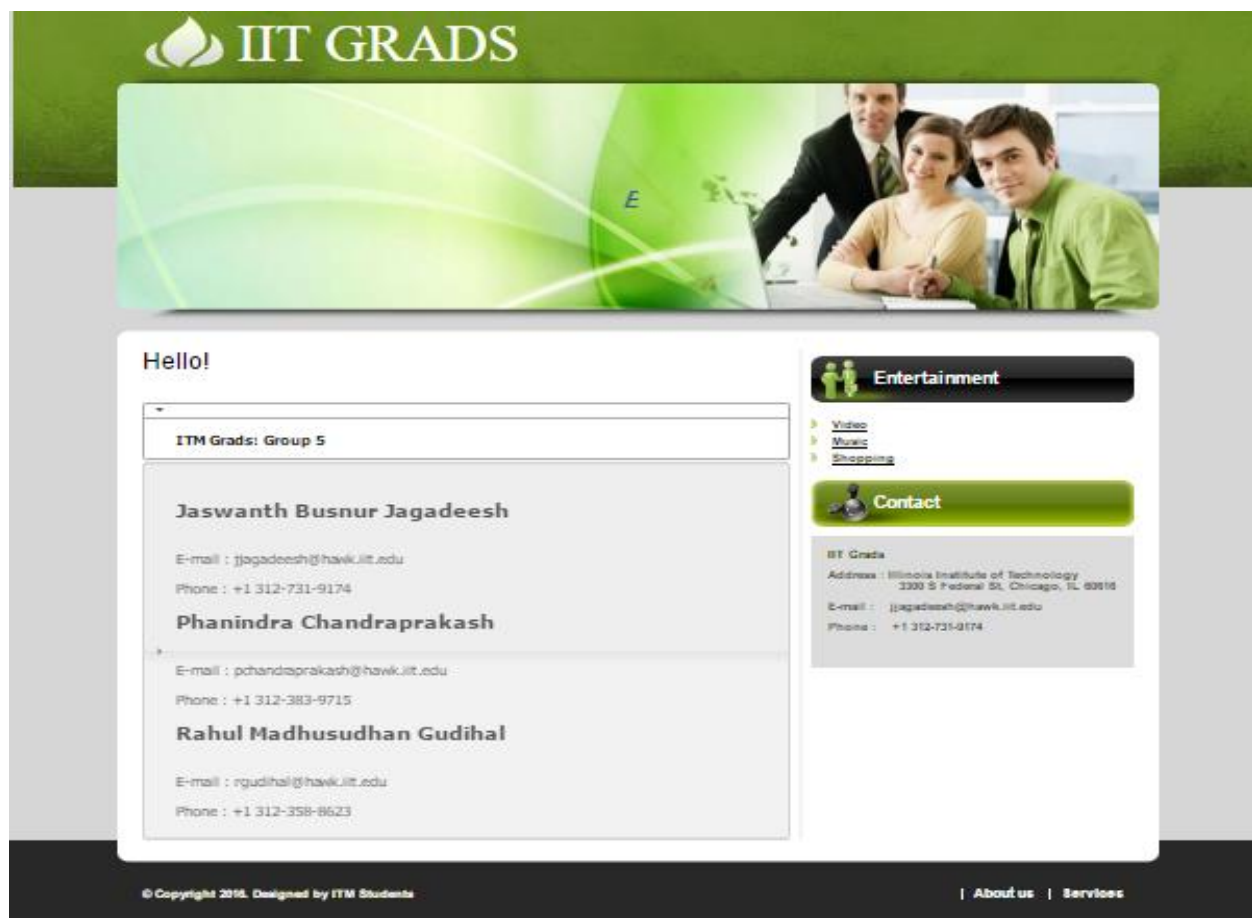 IIT GRADS
E
Hello!
ITM Grads: Group 5
Jaswanth Busnur Jagadeesh
E-mail : jjagadeesh@hawk.iit.edu
Phone : +1 312-731-9174
Phanindra Chandraprakash
E-mail : pchandraprakash@hawk.iit.edu
Phone : +1 312-383-9715
Rahul Madhusudhan Gudihal
E-mail : rgudihal@hawk.iit.edu
Phone : +1 312-358-8623
Entertainment
Video
Music
Shopping
Contact
IIT Grads
Address : Illinois Institute of Technology
3300 S Federal St, Chicago, IL 60616
E-mail : jjagadeesh@hawk.iit.edu
Phone : +1 312-731-9174
© Copyright 2016. Designed by ITM Students
| About us | Services